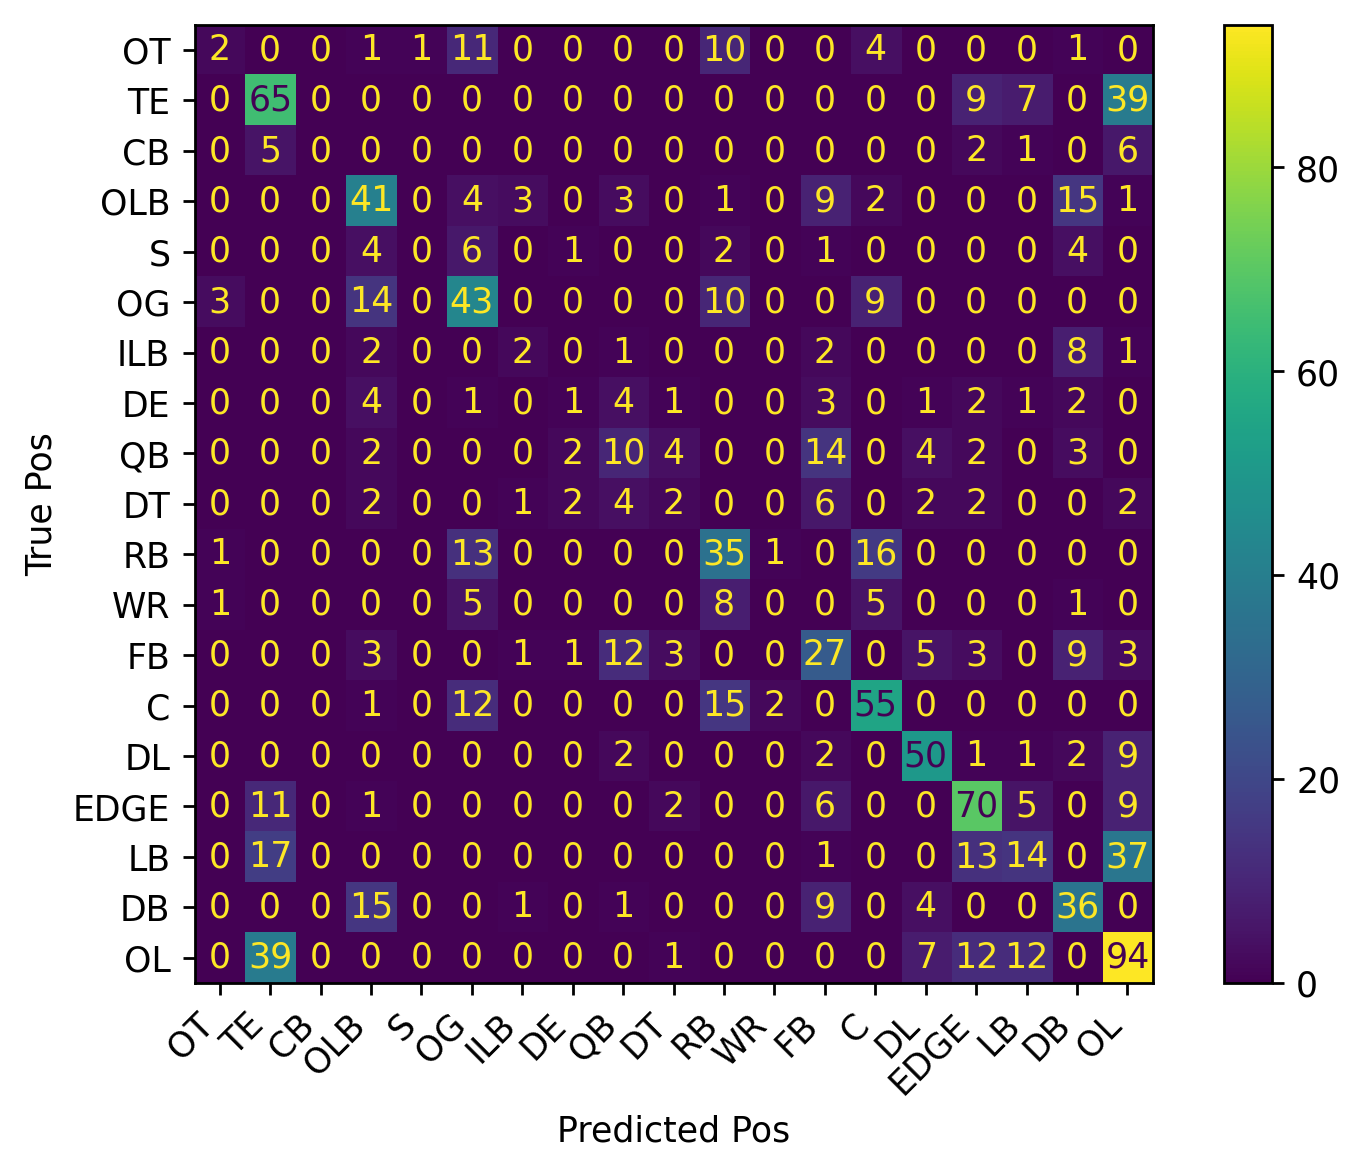 OT 2 0 0 1 1 11 0 0 0 0 10 0 0 4 0 0 0 1 0
TE 0 65 0 0 0 0 0 0 0 0 0 0 0 0 0 9 7 0 39
CB 0 5 0 0 0 0 0 0 0 0 0 0 0 0 0 2 1 0 6
OLB 0 0 0 41 0 4 3 0 3 0 1 0 9 2 0 0 0 15 1
S 0 0 0 4 0 6 0 1 0 0 2 0 1 0 0 0 0 4 0
OG 3 0 0 14 0 43 0 0 0 0 10 0 0 9 0 0 0 0 0
ILB 0 0 0 2 0 0 2 0 1 0 0 0 2 0 0 0 0 8 1
DE 0 0 0 4 0 1 0 1 4 1 0 0 3 0 1 2 1 2 0
QB 0 0 0 2 0 0 0 2 10 4 0 0 14 0 4 2 0 3 0
DT 0 0 0 2 0 0 1 2 4 2 0 0 6 0 2 2 0 0 2
RB 1 0 0 0 0 13 0 0 0 0 35 1 0 16 0 0 0 0 0
WR 1 0 0 0 0 5 0 0 0 0 8 0 0 5 0 0 0 1 0
FB 0 0 0 3 0 0 1 1 12 3 0 0 27 0 5 3 0 9 3
C 0 0 0 1 0 12 0 0 0 0 15 2 0 55 0 0 0 0 0
DL 0 0 0 0 0 0 0 0 2 0 0 0 2 0 50 1 1 2 9
EDGE 0 11 0 1 0 0 0 0 0 2 0 0 6 0 0 70 5 0 9
LB 0 17 0 0 0 0 0 0 0 0 0 0 1 0 0 13 14 0 37
DB 0 0 0 15 0 0 1 0 1 0 0 0 9 0 4 0 0 36 0
OL 0 39 0 0 0 0 0 0 0 1 0 0 0 0 7 12 12 0 94
OT TE CB OLB S OG ILB DE QB DT RB WR FB C DL EDGE LB DB OL
Predicted Pos
True Pos
80
60
40
20
0